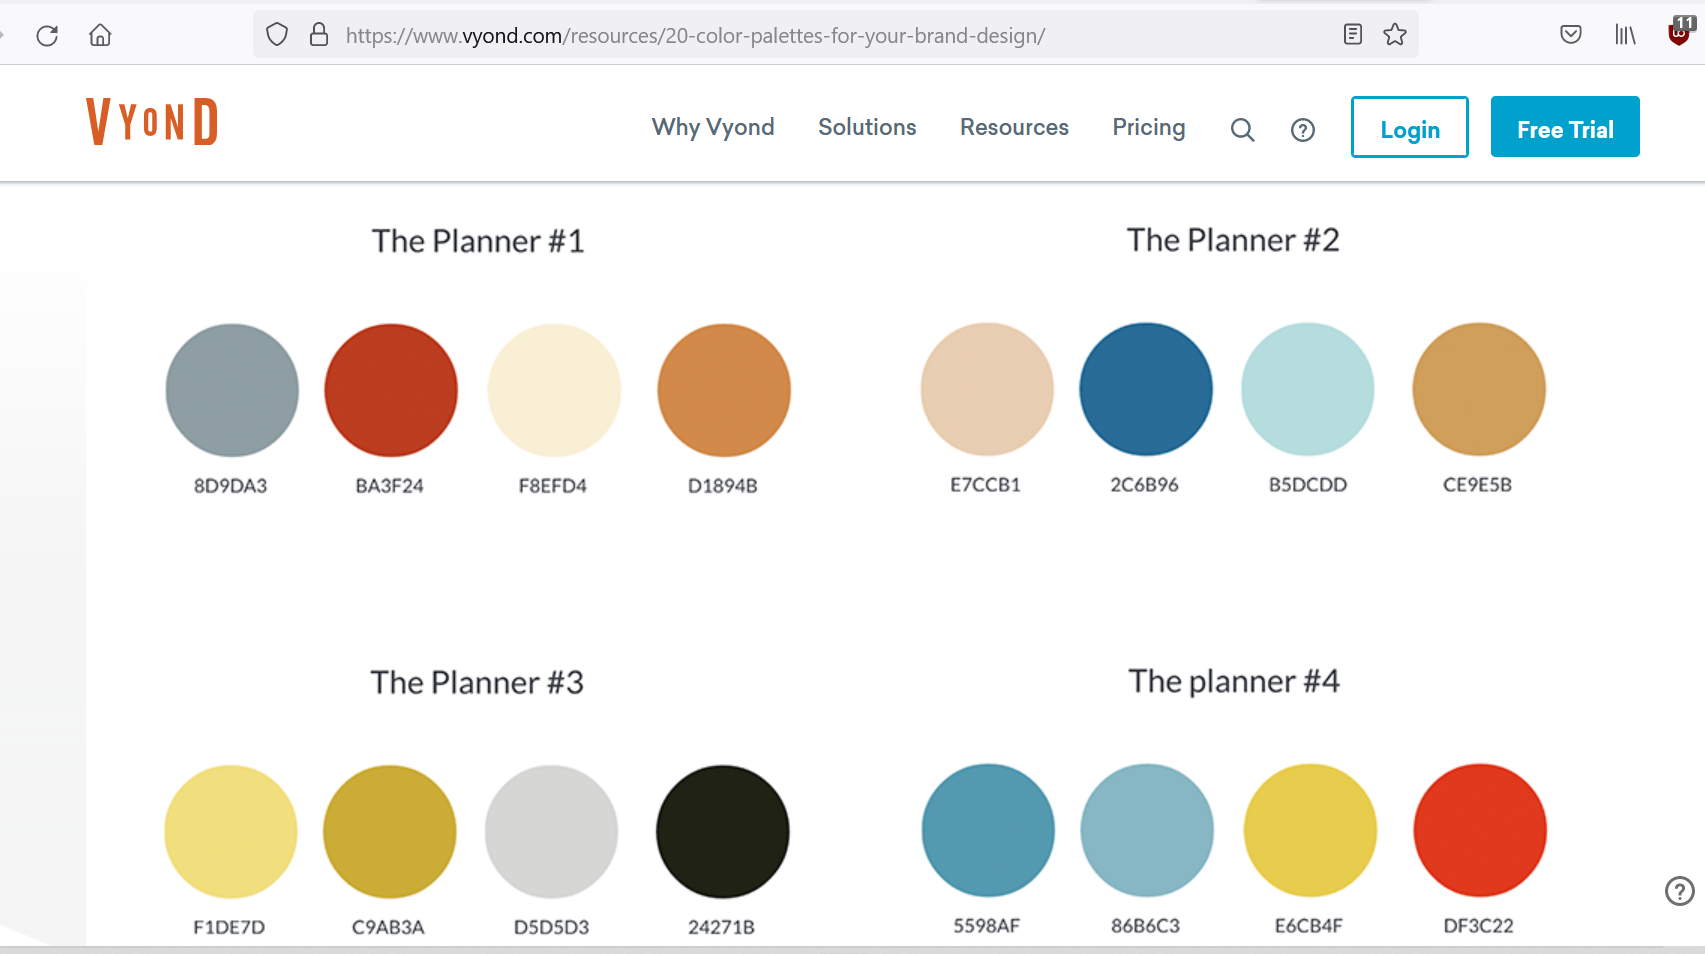 https://www.vyond.com/resources/20-color-palettes-for-your-brand-design/
11
VYOND
Why Vyond Solutions Resources Pricing Login Free Trial
The Planner #1
8D9DA3 BA3F24 F8EFD4 D1894B
The Planner #2
E7CCB1 2C6B96 B5DCDD CE9E5B
The Planner #3
F1DE7D C9AB3A D5D5D3 24271B
The planner #4
5598AF 86B6C3 E6CB4F DF3C22